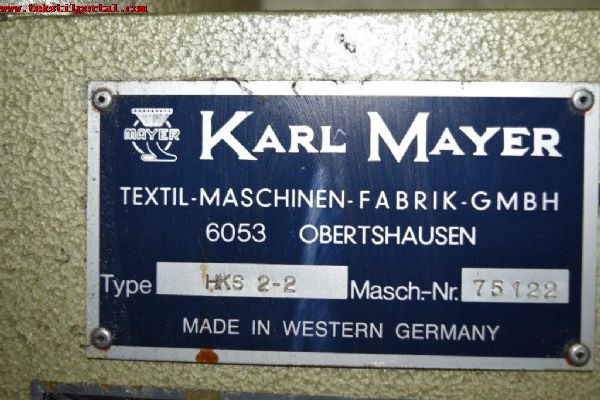 www.tekstilportal.com
MAYER
KARL MAYER
TEXTIL-MASCHINEN-FABRIK-GMBH
6053 OBERTSHAUSEN
Type HKS 2-2 Masch-Nr. 75122
MADE IN WESTERN GERMANY